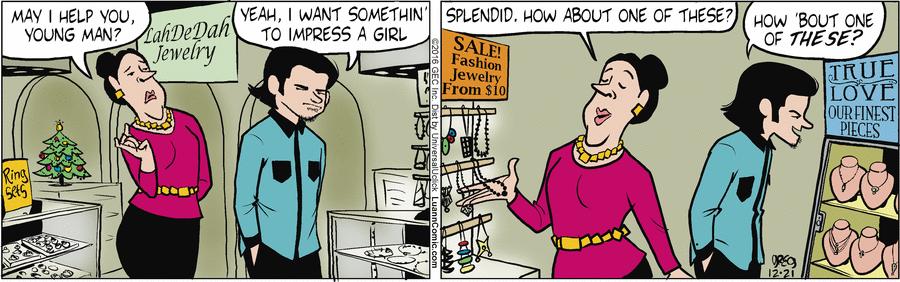 MAY I HELP YOU,
YOUNG MAN?
LahDeDah
Jewelry
YEAH, I WANT SOMETHIN'
TO IMPRESS A GIRL
Ring
Sets
©2016 GEC Inc. Dist by Universaluclick LuannComic.com
SPLENDID. HOW ABOUT ONE OF THESE?
SALE!
Fashion
Jewelry
From $10
HOW 'BOUT ONE
OF THESE?
TRUE
LOVE
OUR FINEST
PIECES
GREG
12-21